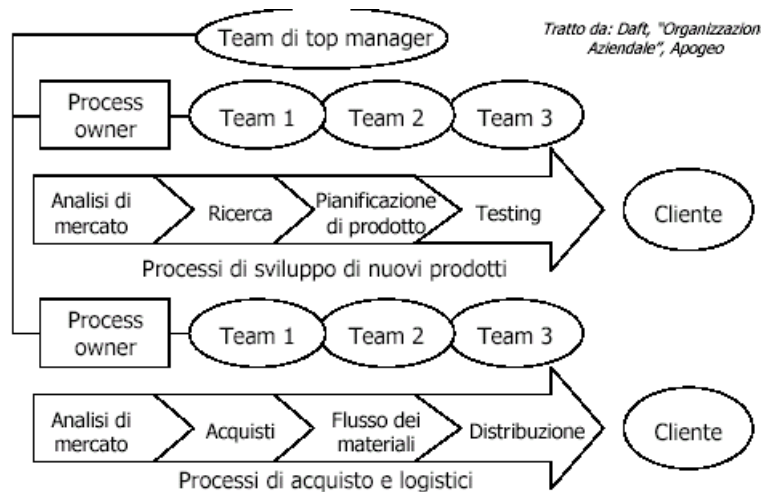 Team di top manager
Tratto da: Daft, "Organizzazion
Aziendale", Apogeo
Process
owner
Team 1
Team 2
Team 3
Analisi di
mercato
Ricerca
Pianificazione
di prodotto
Testing
Cliente
Processi di sviluppo di nuovi prodotti
Process
owner
Team 1
Team 2
Team 3
Analisi di
mercato
Acquisti
Flusso dei
materiali
Distribuzione
Cliente
Processi di acquisto e logistici